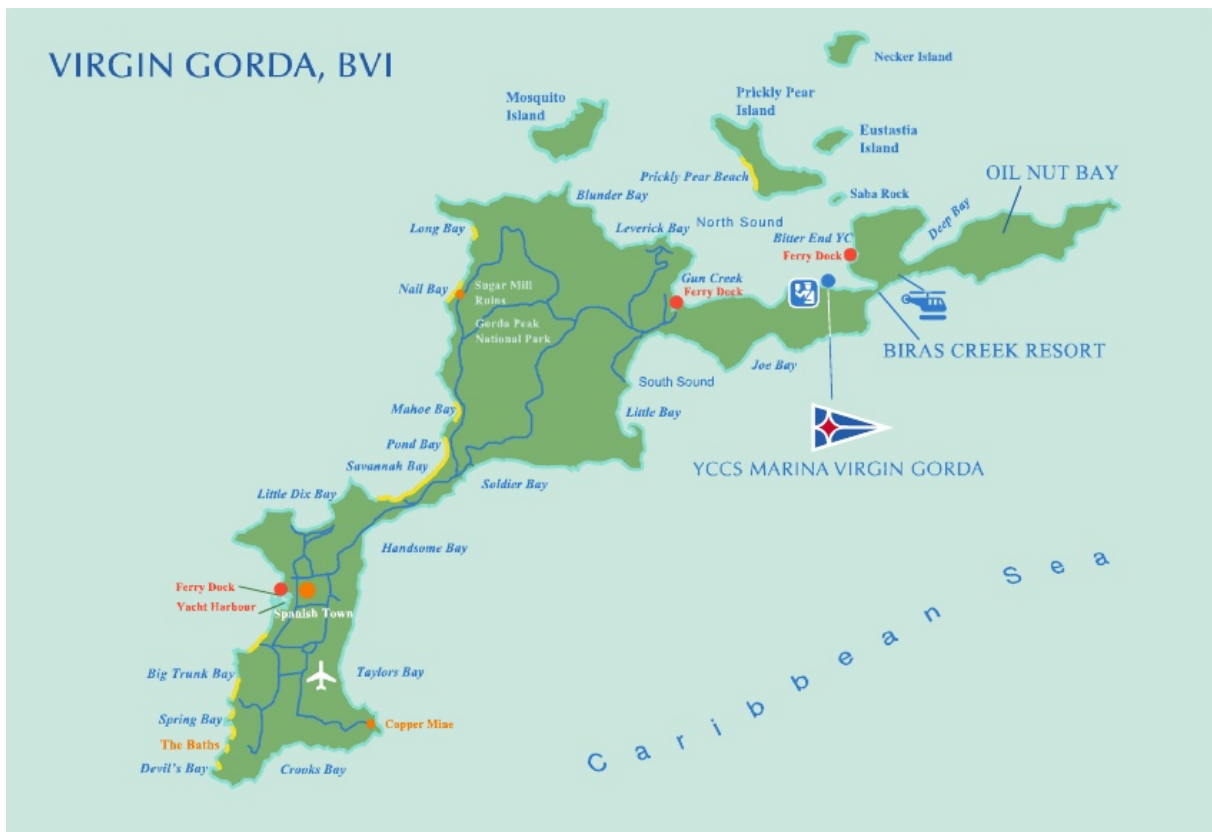 VIRGIN GORDA, BVI
Necker Island
Mosquito
Island
Prickly Pear
Island
Eustastia
Island
Prickly Pear Beach
OIL NUT BAY
Saba Rock
Blunder Bay
Deep Bay
Long Bay
Leverick Bay
North Sound
Bitter End YC
Ferry Dock
Nail Bay
Sugar Mill
Ruins
Gun Creek
Ferry Dock
Gorda Peak
National Park
BIRAS CREEK RESORT
Joe Bay
South Sound
Mahoe Bay
Little Bay
Pond Bay
Savannah Bay
YCCS MARINA VIRGIN GORDA
Soldier Bay
Little Dix Bay
Handsome Bay
Caribbean Sea
Ferry Dock
Yacht Harbour
Spanish Town
Big Trunk Bay
Taylors Bay
Spring Bay
Copper Mine
The Baths
Devil's Bay
Crooks Bay